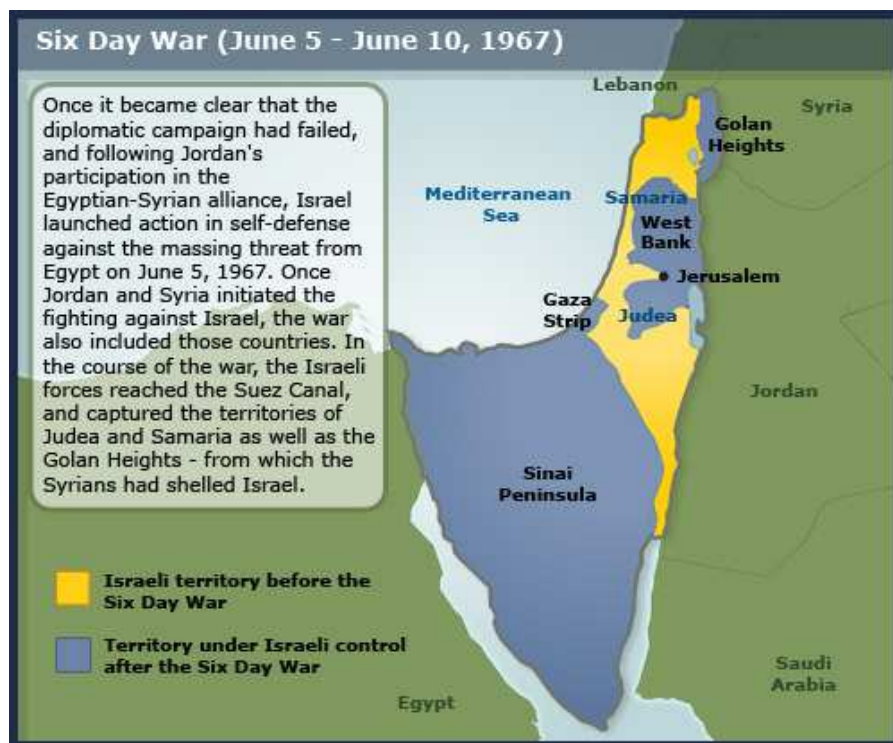 Six Day War (June 5 - June 10, 1967)
Once it became clear that the
diplomatic campaign had failed,
and following Jordan's
participation in the
Egyptian-Syrian alliance, Israel
launched action in self-defense
against the massing threat from
Egypt on June 5, 1967. Once
Jordan and Syria initiated the
fighting against Israel, the war
also included those countries. In
the course of the war, the Israeli
forces reached the Suez Canal,
and captured the territories of
Judea and Samaria as well as the
Golan Heights - from which the
Syrians had shelled Israel.
Lebanon
Syria
Golan
Heights
Mediterranean
Sea
Samaria
West
Bank
Jerusalem
Gaza
Strip
Judea
Jordan
Sinai
Peninsula
Israeli territory before the
Six Day War
Territory under Israeli control
after the Six Day War
Egypt
Saudi
Arabia